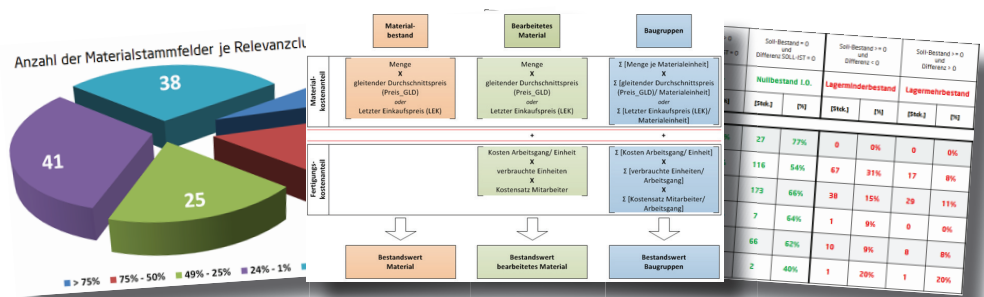 Anzahl der Materialstammfelder je Relevanzclu
38
41
25
> 75%
75% - 50%
49% - 25%
24% - 1%
Material-
bestand
Bearbeitetes
Material
Baugruppen
Material-
kostenanteil
Menge
X
gleitender Durchschnittspreis
(Preis_GLD)
oder
Letzter Einkaufspreis (LEK)
Menge
X
gleitender Durchschnittspreis
(Preis_GLD)
oder
Letzter Einkaufspreis (LEK)
Σ [Menge je Materialeinheit]
X
Σ [gleitender Durchschnittspreis
(Preis_GLD)/ Materialeinheit]
oder
Σ [Letzter Einkaufspreis (LEK)/
Materialeinheit]
+ +
Fertigungs-
kostenanteil
Kosten Arbeitsgang/ Einheit
X
verbrauchte Einheiten
X
Kostensatz Mitarbeiter
Σ [Kosten Arbeitsgang/ Einheit]
X
Σ [verbrauchte Einheiten/
Arbeitsgang]
X
Σ [Kostensatz Mitarbeiter/
Arbeitsgang]
Bestandswert
Material
Bestandswert
bearbeitetes Material
Bestandswert
Baugruppen
Soll-Bestand = 0
und
Differenz SOLL-IST = 0
Soll-Bestand >= 0
und
Differenz < 0
Soll-Bestand >= 0
und
Differenz > 0
Nullbestand i.O. Lagerminderbestand Lagermehrbestand
[%] [Stuk.] [%] [Stuk.] [%] [Stuk.] [%]
27 77% 0 0% 0 0%
116 54% 67 31% 17 8%
173 66% 38 15% 29 11%
7 64% 1 9% 0 0%
66 62% 10 9% 8 8%
2 40% 1 20% 1 20%